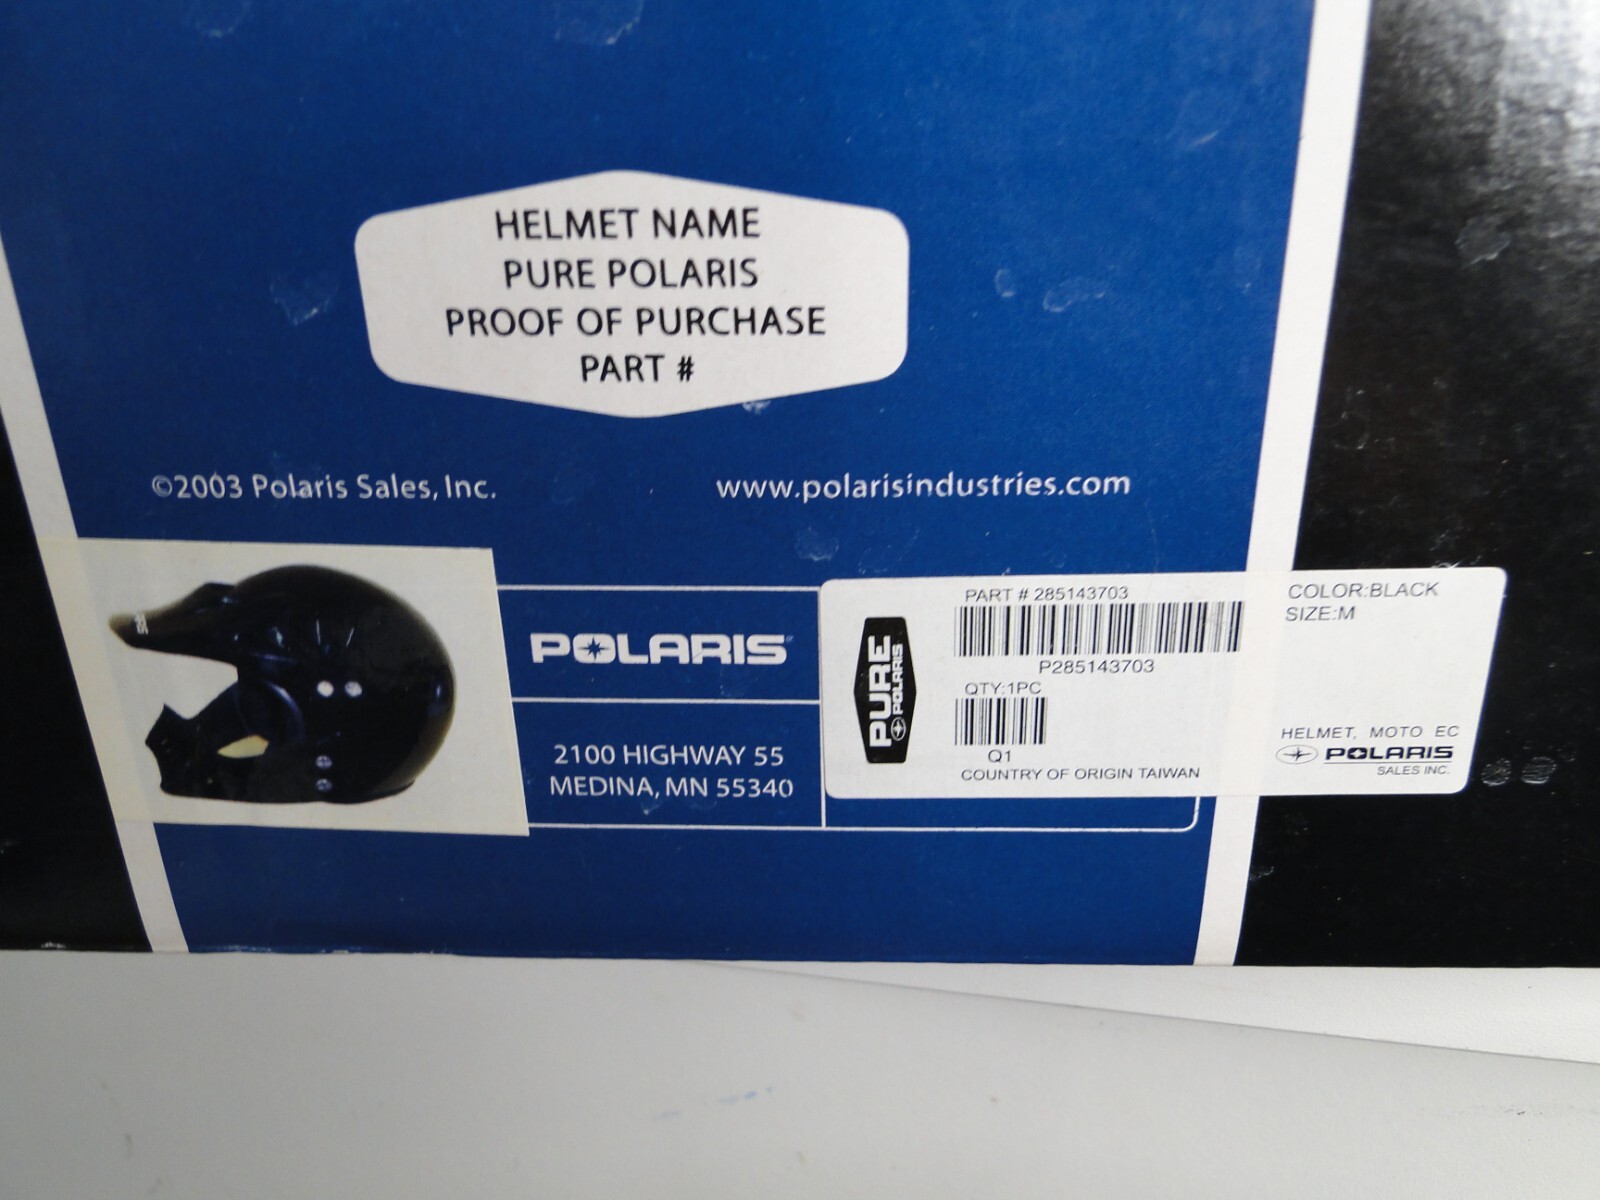 HELMET NAME
PURE POLARIS
PROOF OF PURCHASE
PART #
©2003 Polaris Sales, Inc.
www.polarisindustries.com
POLARIS
2100 HIGHWAY 55
MEDINA, MN 55340
PURE
POLARIS
PART # 285143703
P285143703
QTY:1PC
Q1
COUNTRY OF ORIGIN TAIWAN
COLOR:BLACK
SIZE:M
HELMET, MOTO EC
POLARIS
SALES INC.